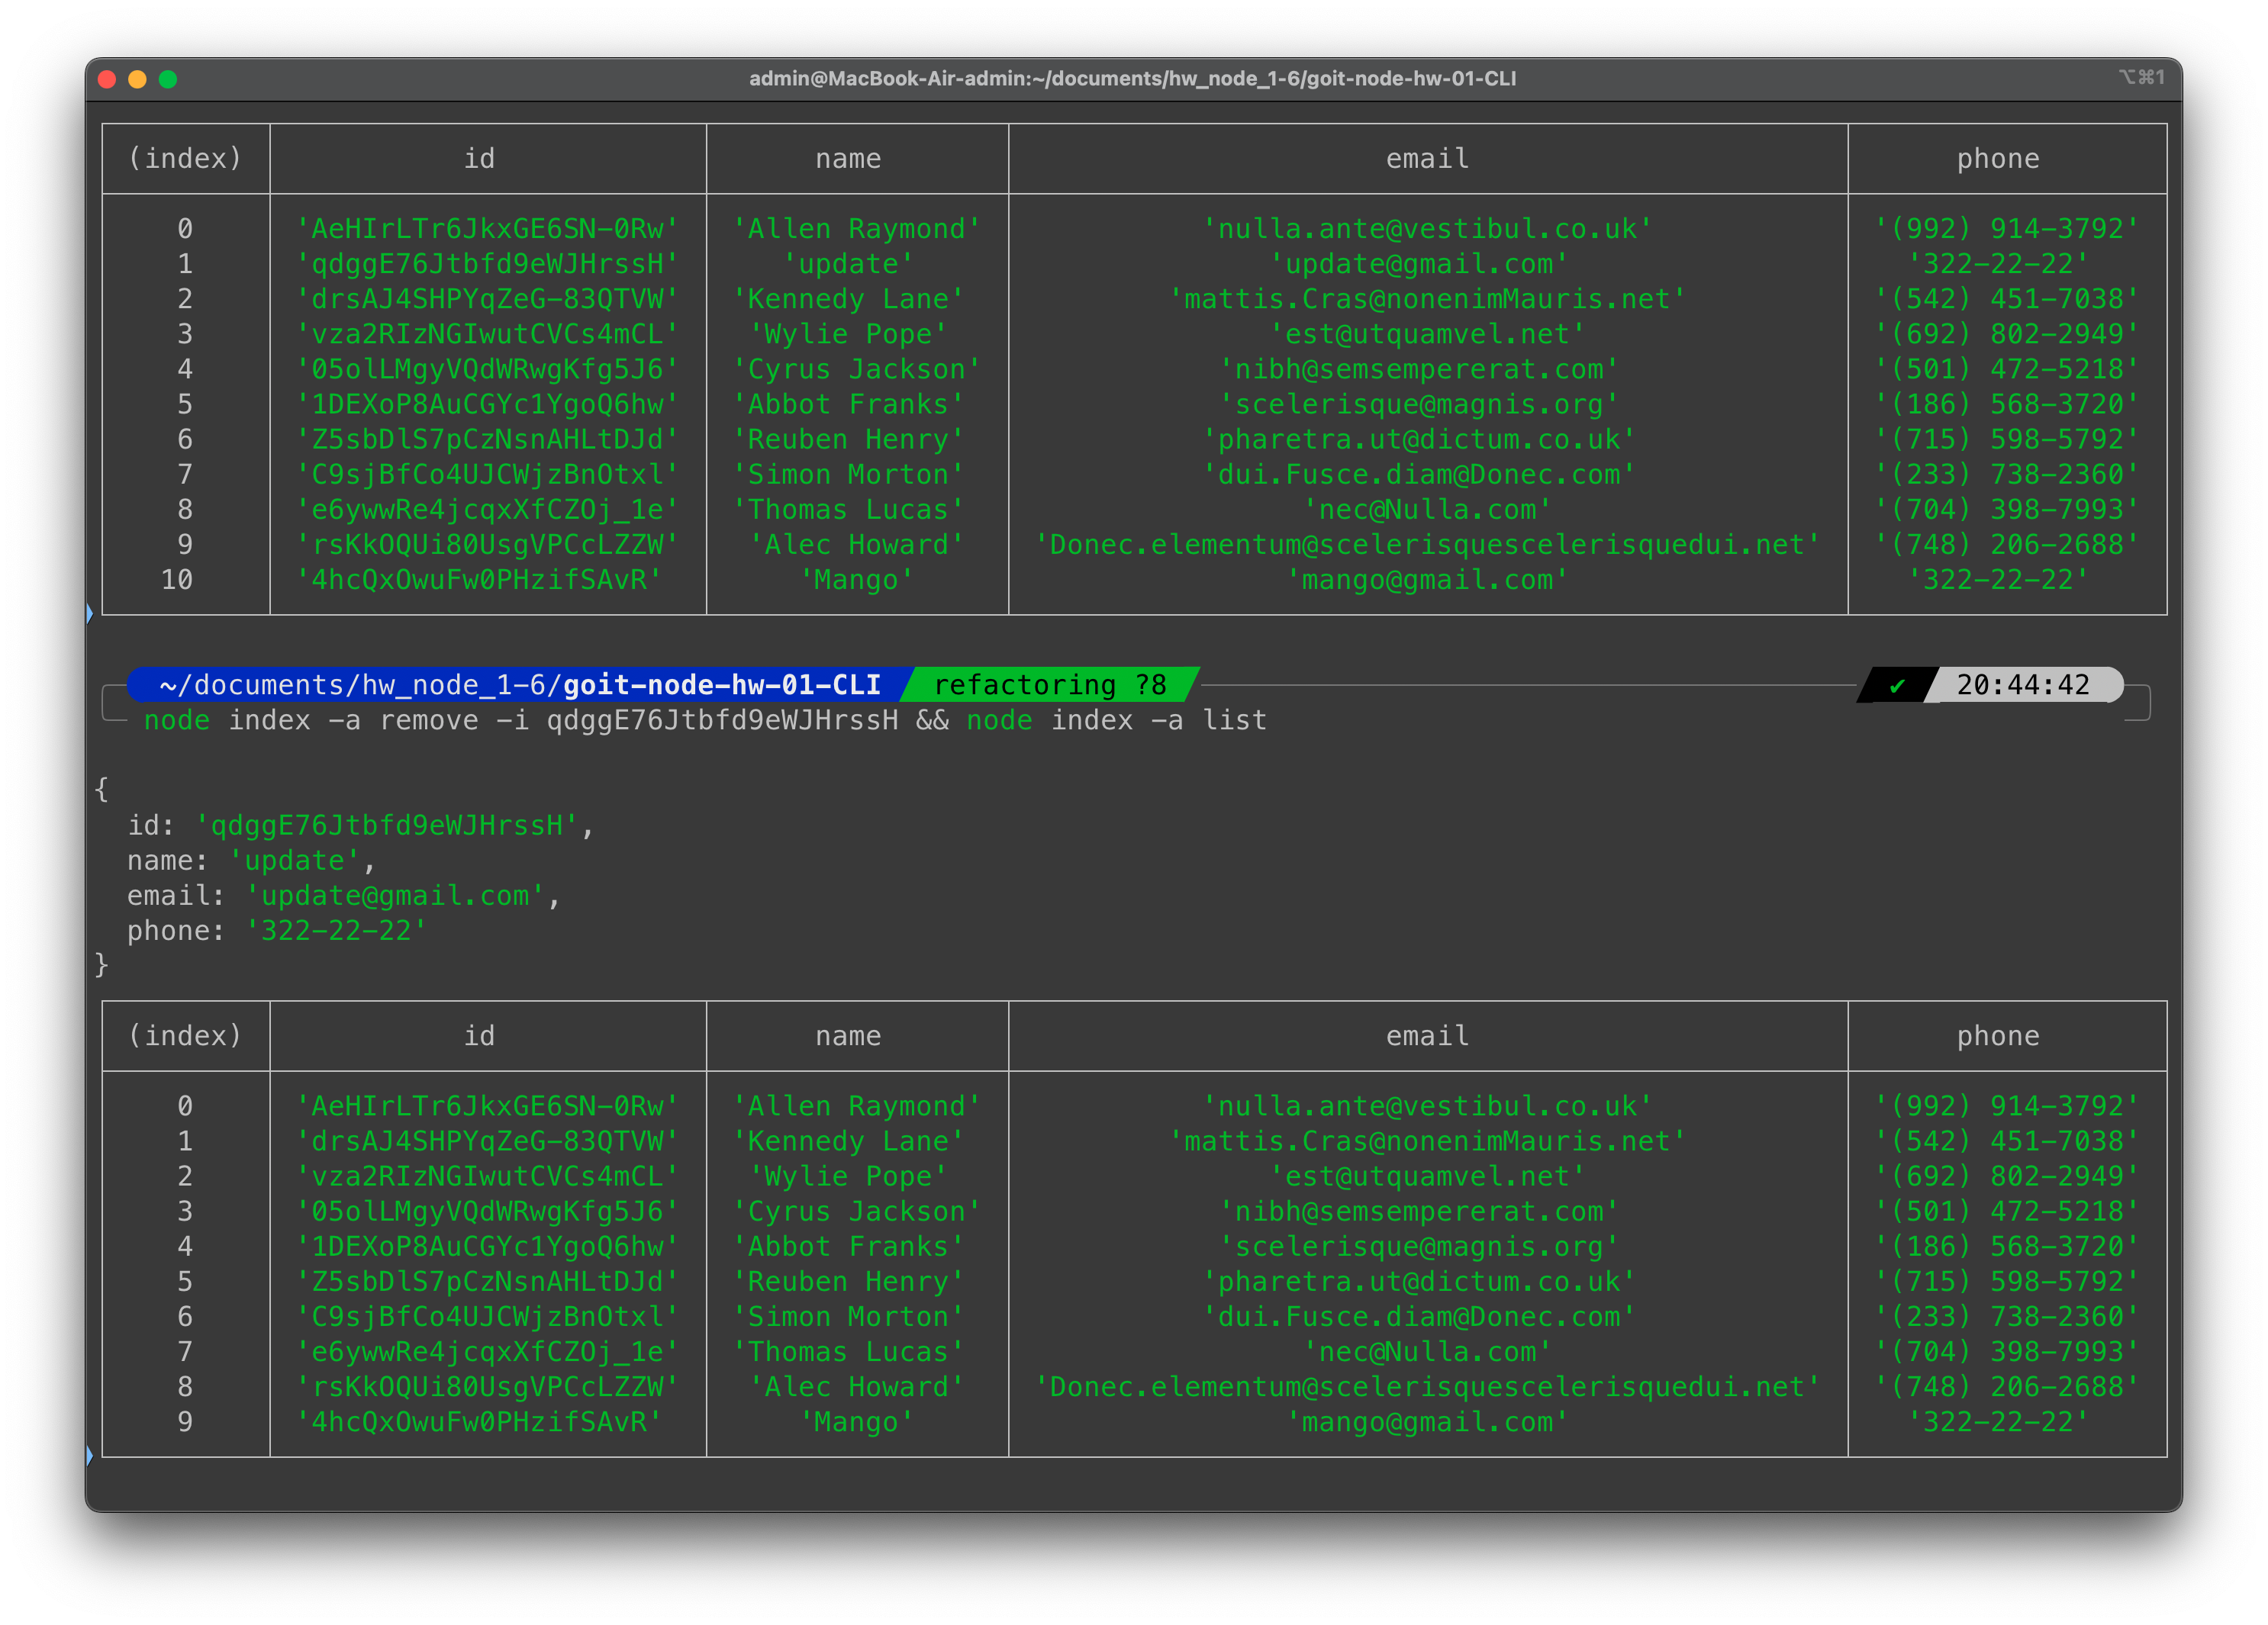 admin@MacBook-Air-admin:~/documents/hw_node_1-6/goit-node-hw-01-CLI ⌥⌘1
(index) id name email phone
0 'AeHIrLTr6JkxGE6SN-0Rw' 'Allen Raymond' 'nulla.ante@vestibul.co.uk' '(992) 914-3792'
1 'qdggE76Jtbfd9eWJHrssH' 'update' 'update@gmail.com' '322-22-22'
2 'drsAJ4SHPYqZeG-83QTVW' 'Kennedy Lane' 'mattis.Cras@nonenimMauris.net' '(542) 451-7038'
3 'vza2RIzNGIwutCVCs4mCL' 'Wylie Pope' 'est@utquamvel.net' '(692) 802-2949'
4 '05olLMgyVQdWRwgKfg5J6' 'Cyrus Jackson' 'nibh@semsempererat.com' '(501) 472-5218'
5 '1DEXoP8AuCGYc1YgoQ6hw' 'Abbot Franks' 'scelerisque@magnis.org' '(186) 568-3720'
6 'Z5sbDlS7pCzNsnAHLtDJd' 'Reuben Henry' 'pharetra.ut@dictum.co.uk' '(715) 598-5792'
7 'C9sjBfCo4UJCWjzBnOtxl' 'Simon Morton' 'dui.Fusce.diam@Donec.com' '(233) 738-2360'
8 'e6ywwRe4jcqxXfCZOj_1e' 'Thomas Lucas' 'nec@Nulla.com' '(704) 398-7993'
9 'rsKkOQUi80UsgVPCcLZZW' 'Alec Howard' 'Donec.elementum@scelerisquescelerisquedui.net' '(748) 206-2688'
10 '4hcQxOwuFw0PHzifSAvR' 'Mango' 'mango@gmail.com' '322-22-22'
~/documents/hw_node_1-6/goit-node-hw-01-CLI refactoring ?8 ✔ 20:44:42
node index -a remove -i qdggE76Jtbfd9eWJHrssH && node index -a list
{
id: 'qdggE76Jtbfd9eWJHrssH',
name: 'update',
email: 'update@gmail.com',
phone: '322-22-22'
}
(index) id name email phone
0 'AeHIrLTr6JkxGE6SN-0Rw' 'Allen Raymond' 'nulla.ante@vestibul.co.uk' '(992) 914-3792'
1 'drsAJ4SHPYqZeG-83QTVW' 'Kennedy Lane' 'mattis.Cras@nonenimMauris.net' '(542) 451-7038'
2 'vza2RIzNGIwutCVCs4mCL' 'Wylie Pope' 'est@utquamvel.net' '(692) 802-2949'
3 '05olLMgyVQdWRwgKfg5J6' 'Cyrus Jackson' 'nibh@semsempererat.com' '(501) 472-5218'
4 '1DEXoP8AuCGYc1YgoQ6hw' 'Abbot Franks' 'scelerisque@magnis.org' '(186) 568-3720'
5 'Z5sbDlS7pCzNsnAHLtDJd' 'Reuben Henry' 'pharetra.ut@dictum.co.uk' '(715) 598-5792'
6 'C9sjBfCo4UJCWjzBnOtxl' 'Simon Morton' 'dui.Fusce.diam@Donec.com' '(233) 738-2360'
7 'e6ywwRe4jcqxXfCZOj_1e' 'Thomas Lucas' 'nec@Nulla.com' '(704) 398-7993'
8 'rsKkOQUi80UsgVPCcLZZW' 'Alec Howard' 'Donec.elementum@scelerisquescelerisquedui.net' '(748) 206-2688'
9 '4hcQxOwuFw0PHzifSAvR' 'Mango' 'mango@gmail.com' '322-22-22'